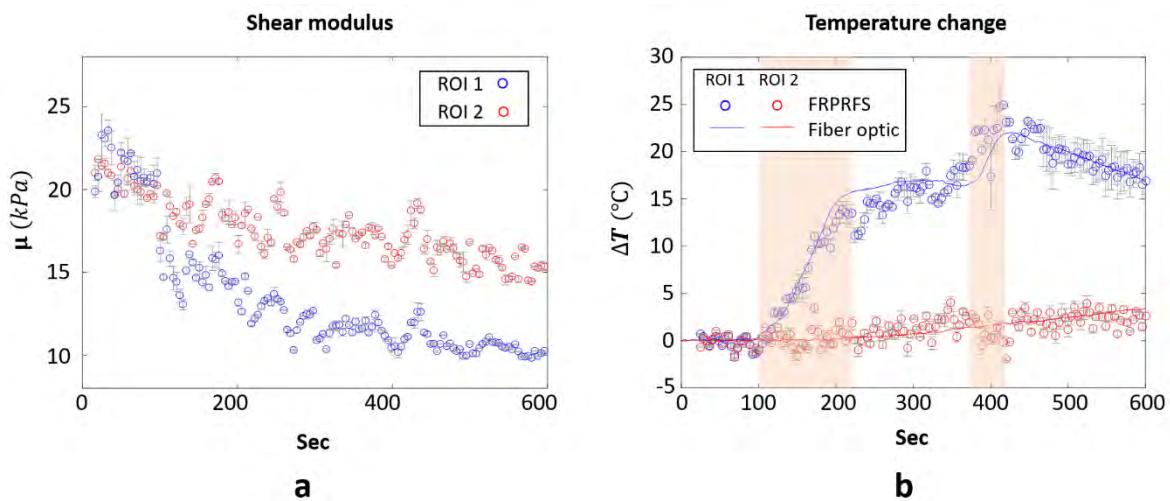 Shear modulus
25
20
15
10
μ (kPa)
ROI 1
ROI 2
0
200
400
600
Sec
a
Temperature change
30
25
20
15
10
5
0
-5
ΔT (°C)
ROI 1 ROI 2
FRPRFS
Fiber optic
0
100
200
300
400
500
600
Sec
b